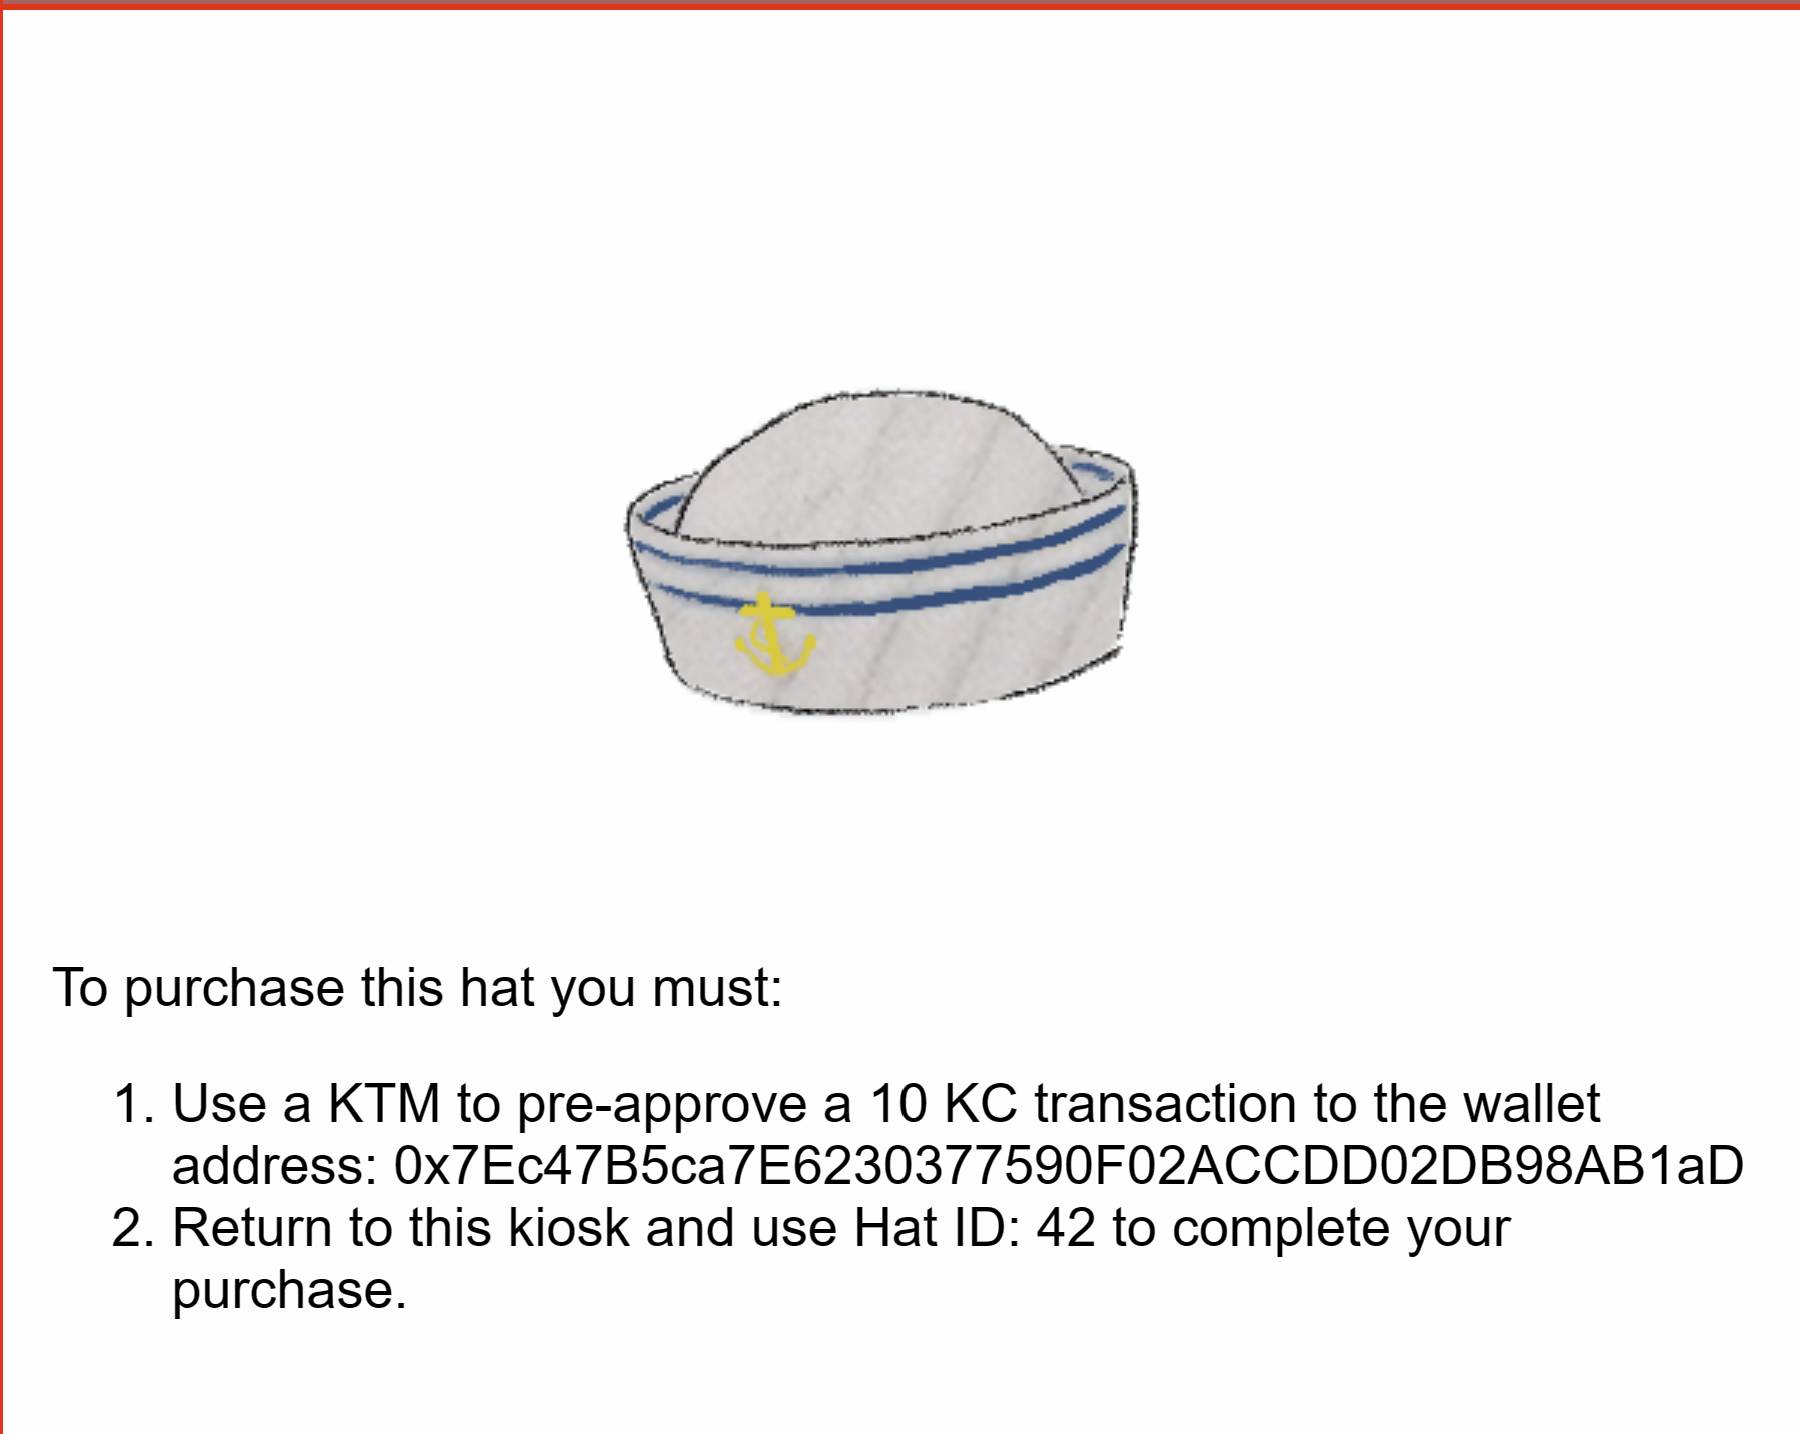 To purchase this hat you must:
1. Use a KTM to pre-approve a 10 KC transaction to the wallet
address: 0x7Ec47B5ca7E6230377590F02ACCDD02DB98AB1aD
2. Return to this kiosk and use Hat ID: 42 to complete your
purchase.